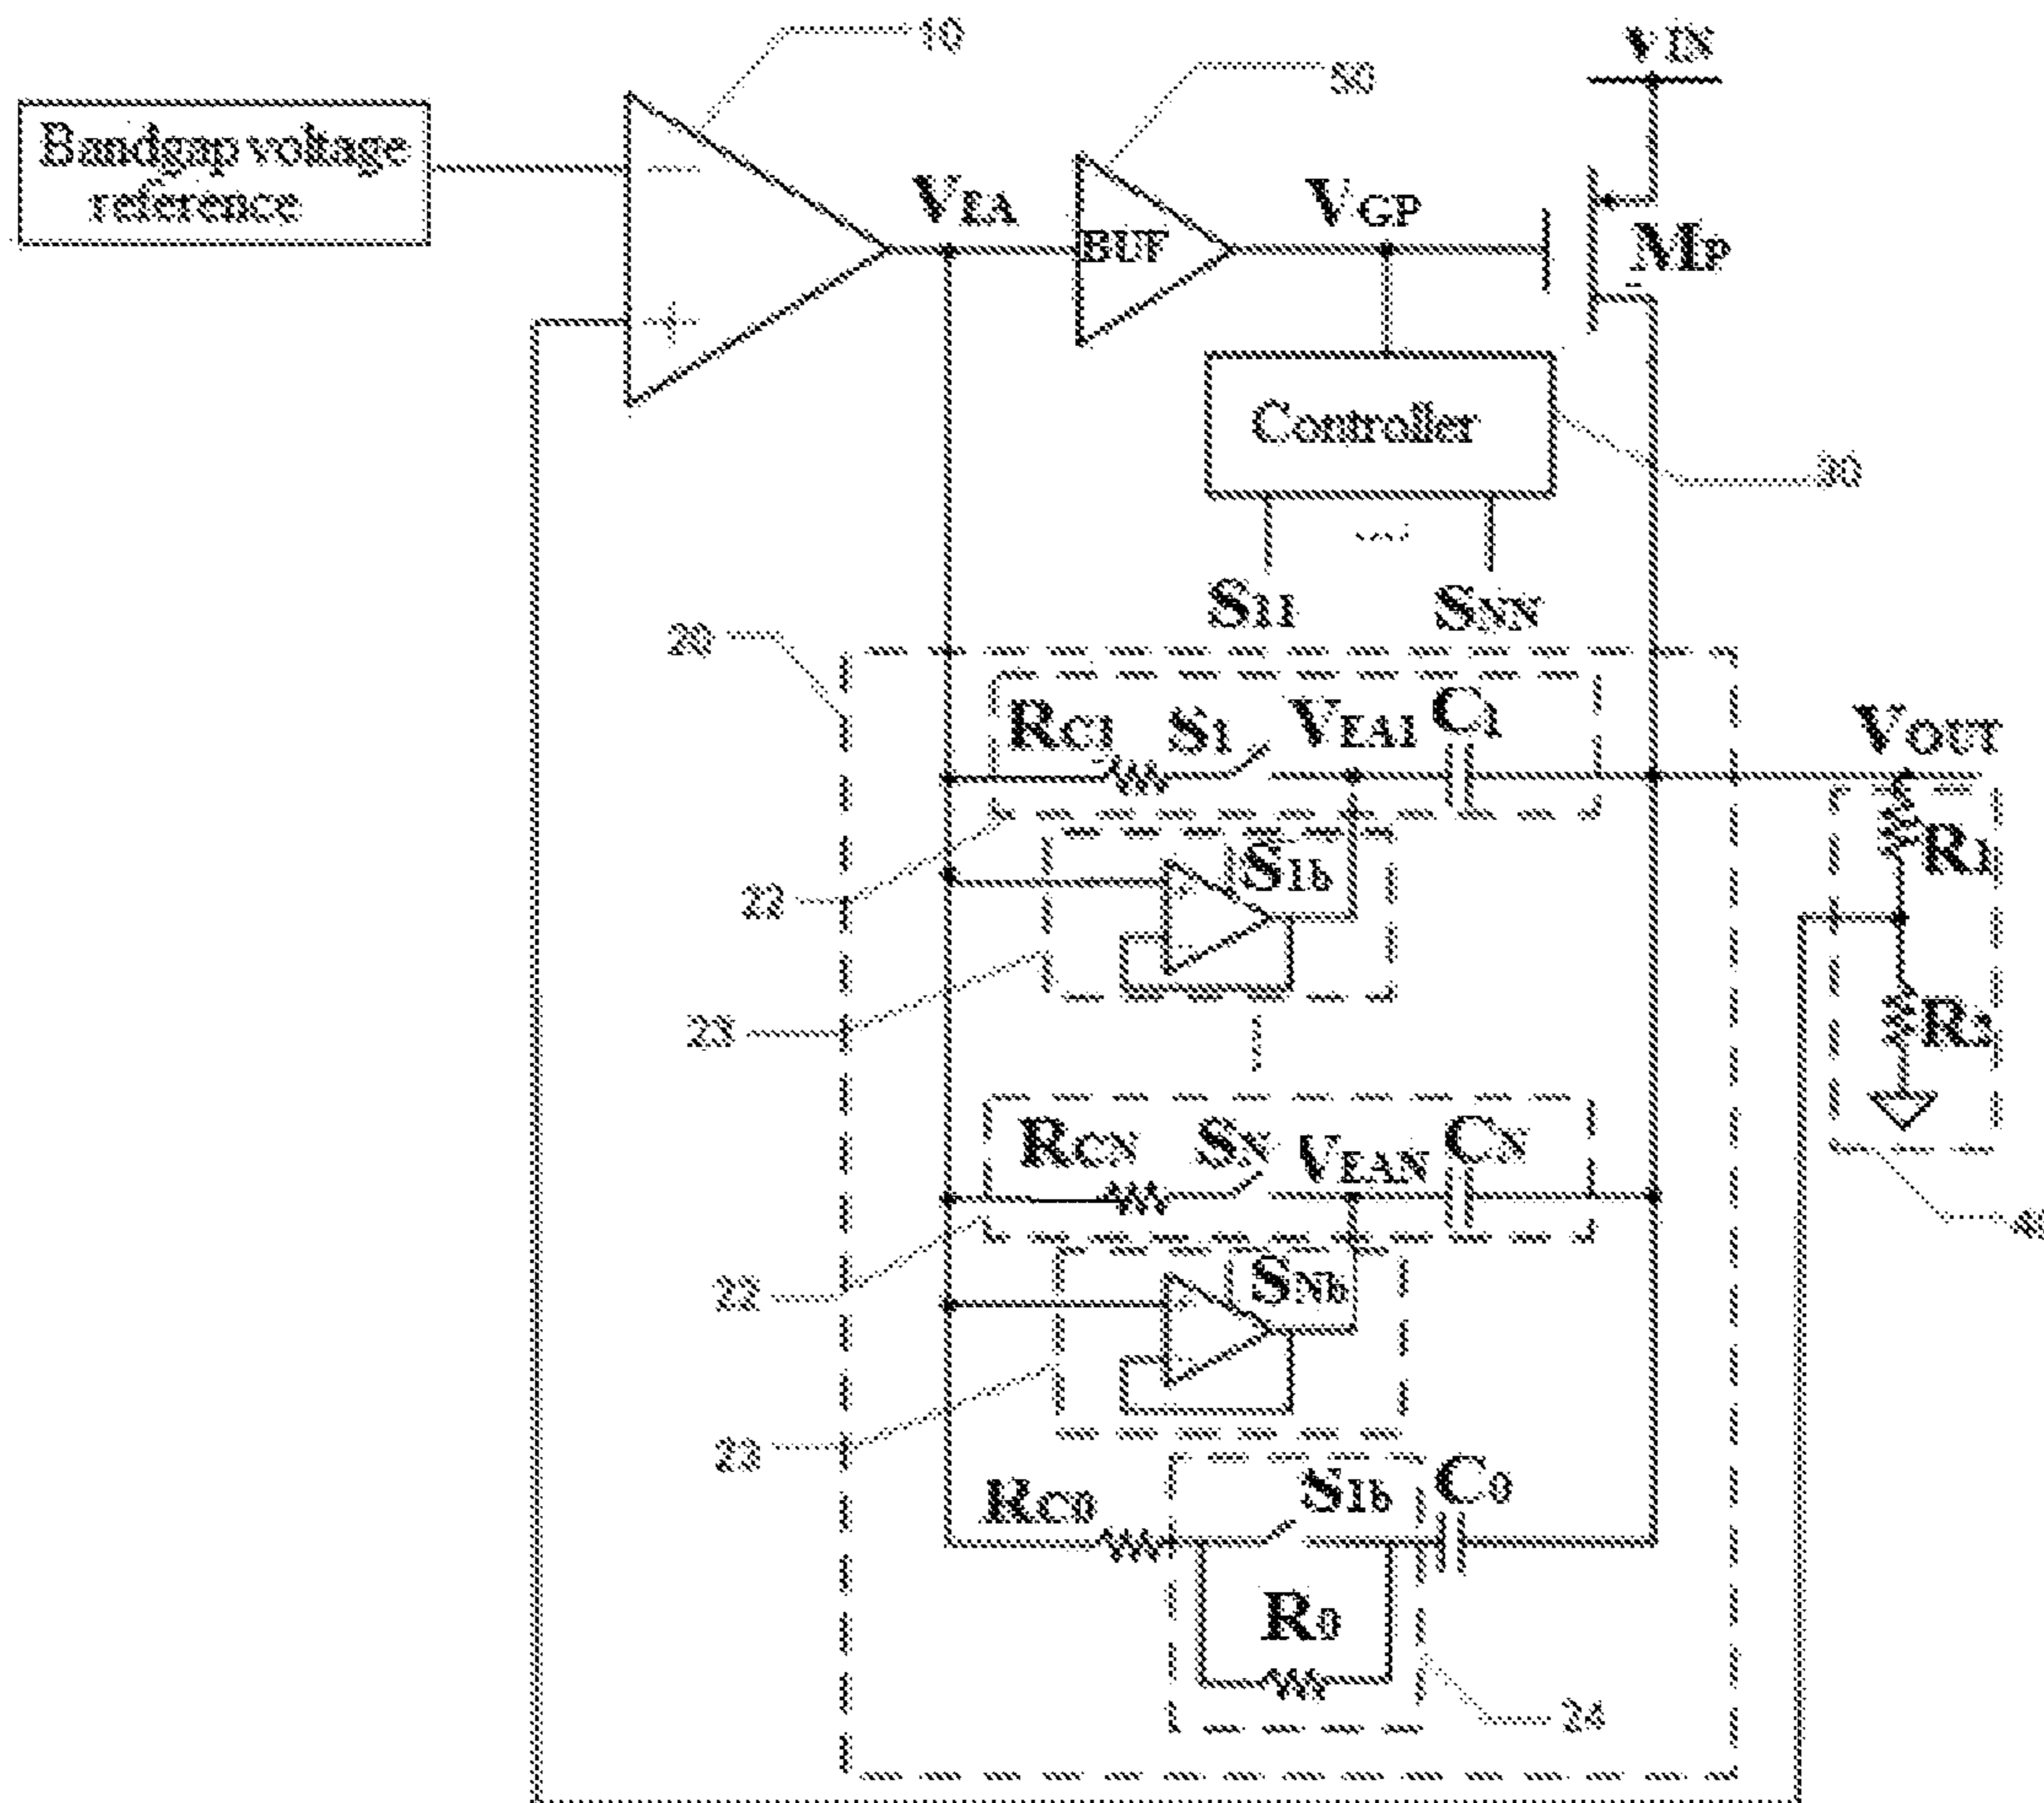 10
VIN
50
Bandgap voltage
reference
−
VEA
BUF
VGP
MP
+
Controller
30
...
S11
SNN
20
RC1
S1
VEA1
C1
VOUT
R1
22
S1b
23
R2
RCN
SN
VEAN
CN
22
SNb
23
RC0
S1b
C0
R0
24